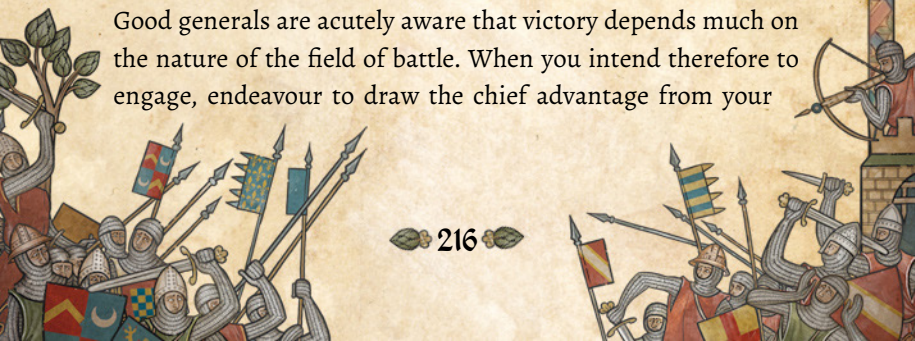 Good generals are acutely aware that victory depends much on
the nature of the field of battle. When you intend therefore to
engage, endeavour to draw the chief advantage from your
216